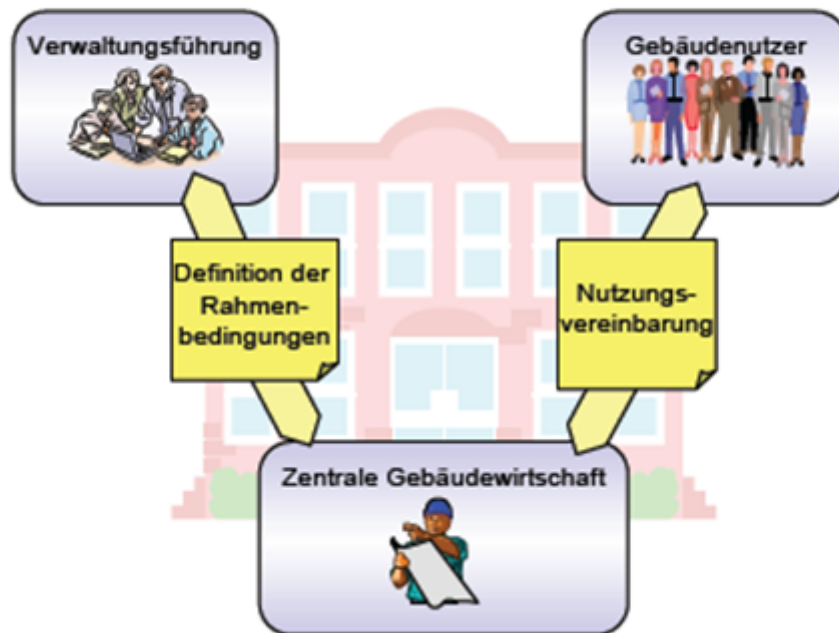 Verwaltungsführung
Gebäudenutzer
Definition der
Rahmen-
bedingungen
Nutzungs-
vereinbarung
Zentrale Gebäudewirtschaft